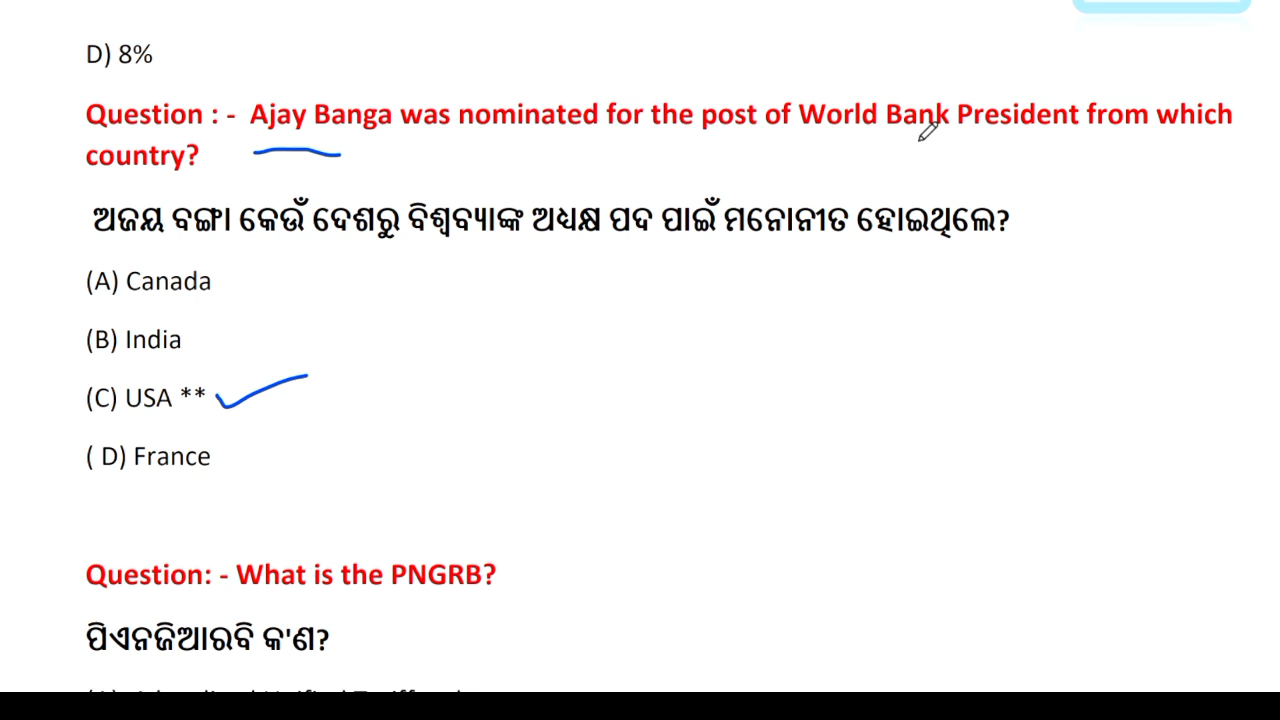 D) 8%
Question : - Ajay Banga was nominated for the post of World Bank President from which
country?
ଅଜୟ ବଙ୍ଗା କେଉଁ ଦେଶରୁ ବିଶ୍ୱବ୍ୟାଙ୍କ ଅଧ୍ୟକ୍ଷ ପଦ ପାଇଁ ମନୋନୀତ ହୋଇଥିଲେ?
(A) Canada
(B) India
(C) USA **
( D) France
Question: - What is the PNGRB?
ପିଏନଜିଆରବି କ'ଣ?